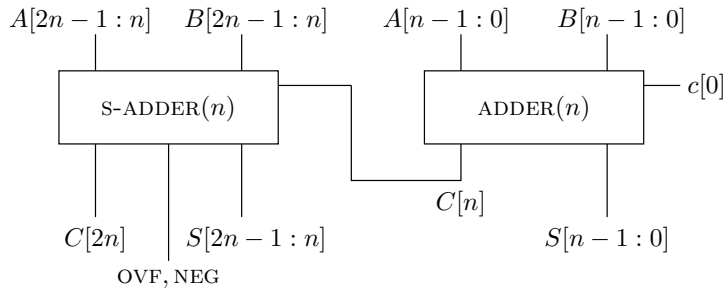 A[2n − 1 : n] B[2n − 1 : n] A[n − 1 : 0] B[n − 1 : 0]
S-ADDER(n) ADDER(n) c[0]
C[n]
C[2n] S[2n − 1 : n] S[n − 1 : 0]
OVF, NEG